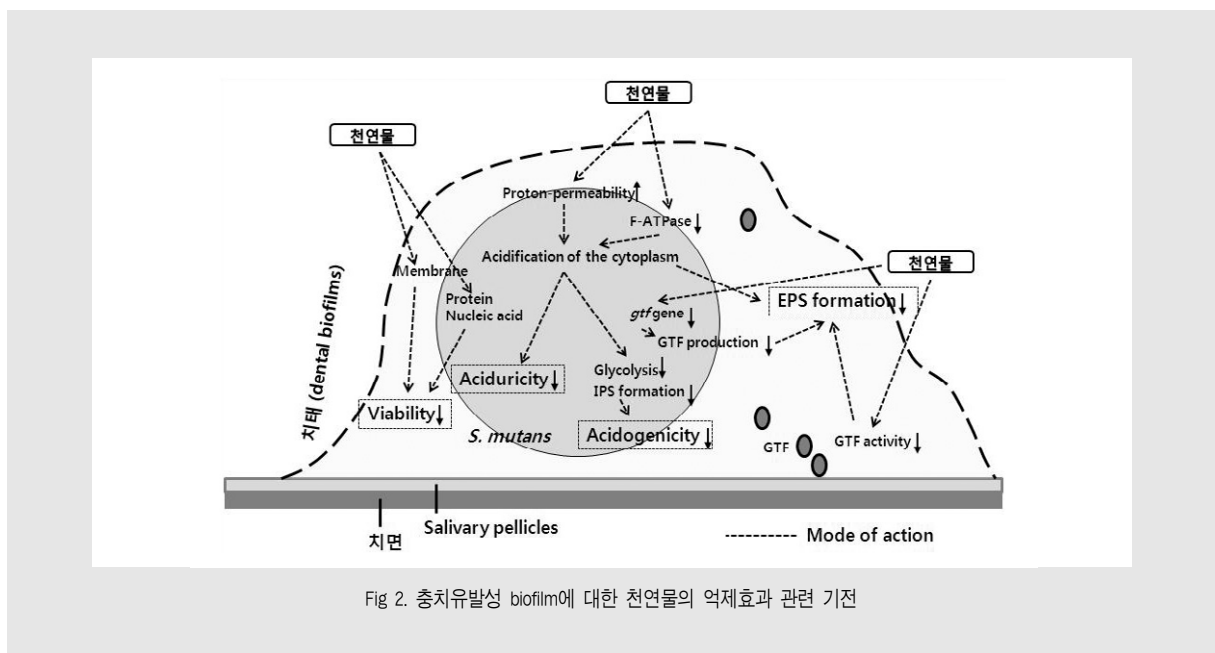 천연물
천연물
Proton-permeability
F-ATPase
Acidification of the cytoplasm
천연물
Membrane
Protein
Nucleic acid
EPS formation
gtf gene
GTF production
Glycolysis
IPS formation
Aciduricity
Viability
S. mutans
Acidogenicity
GTF
GTF activity
치태 (dental biofilms)
Salivary pellicles
치면
Mode of action
Fig 2. 충치유발성 biofilm에 대한 천연물의 억제효과 관련 기전